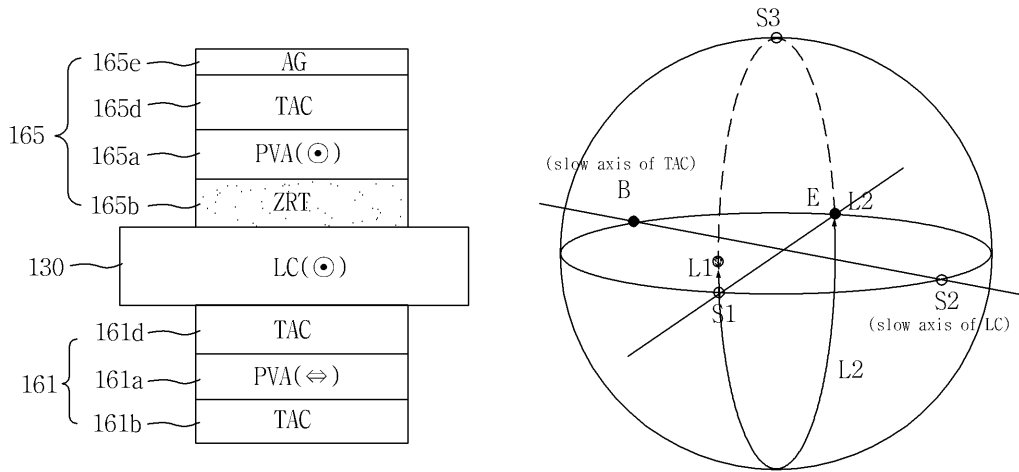 165e
AG
165d
TAC
165
165a
PVA(⊙)
165b
ZRT
130
LC(⊙)
161d
TAC
161
161a
PVA(⇔)
161b
TAC
S3
(slow axis of TAC)
B
E
L2
L1
S1
S2
(slow axis of LC)
L2